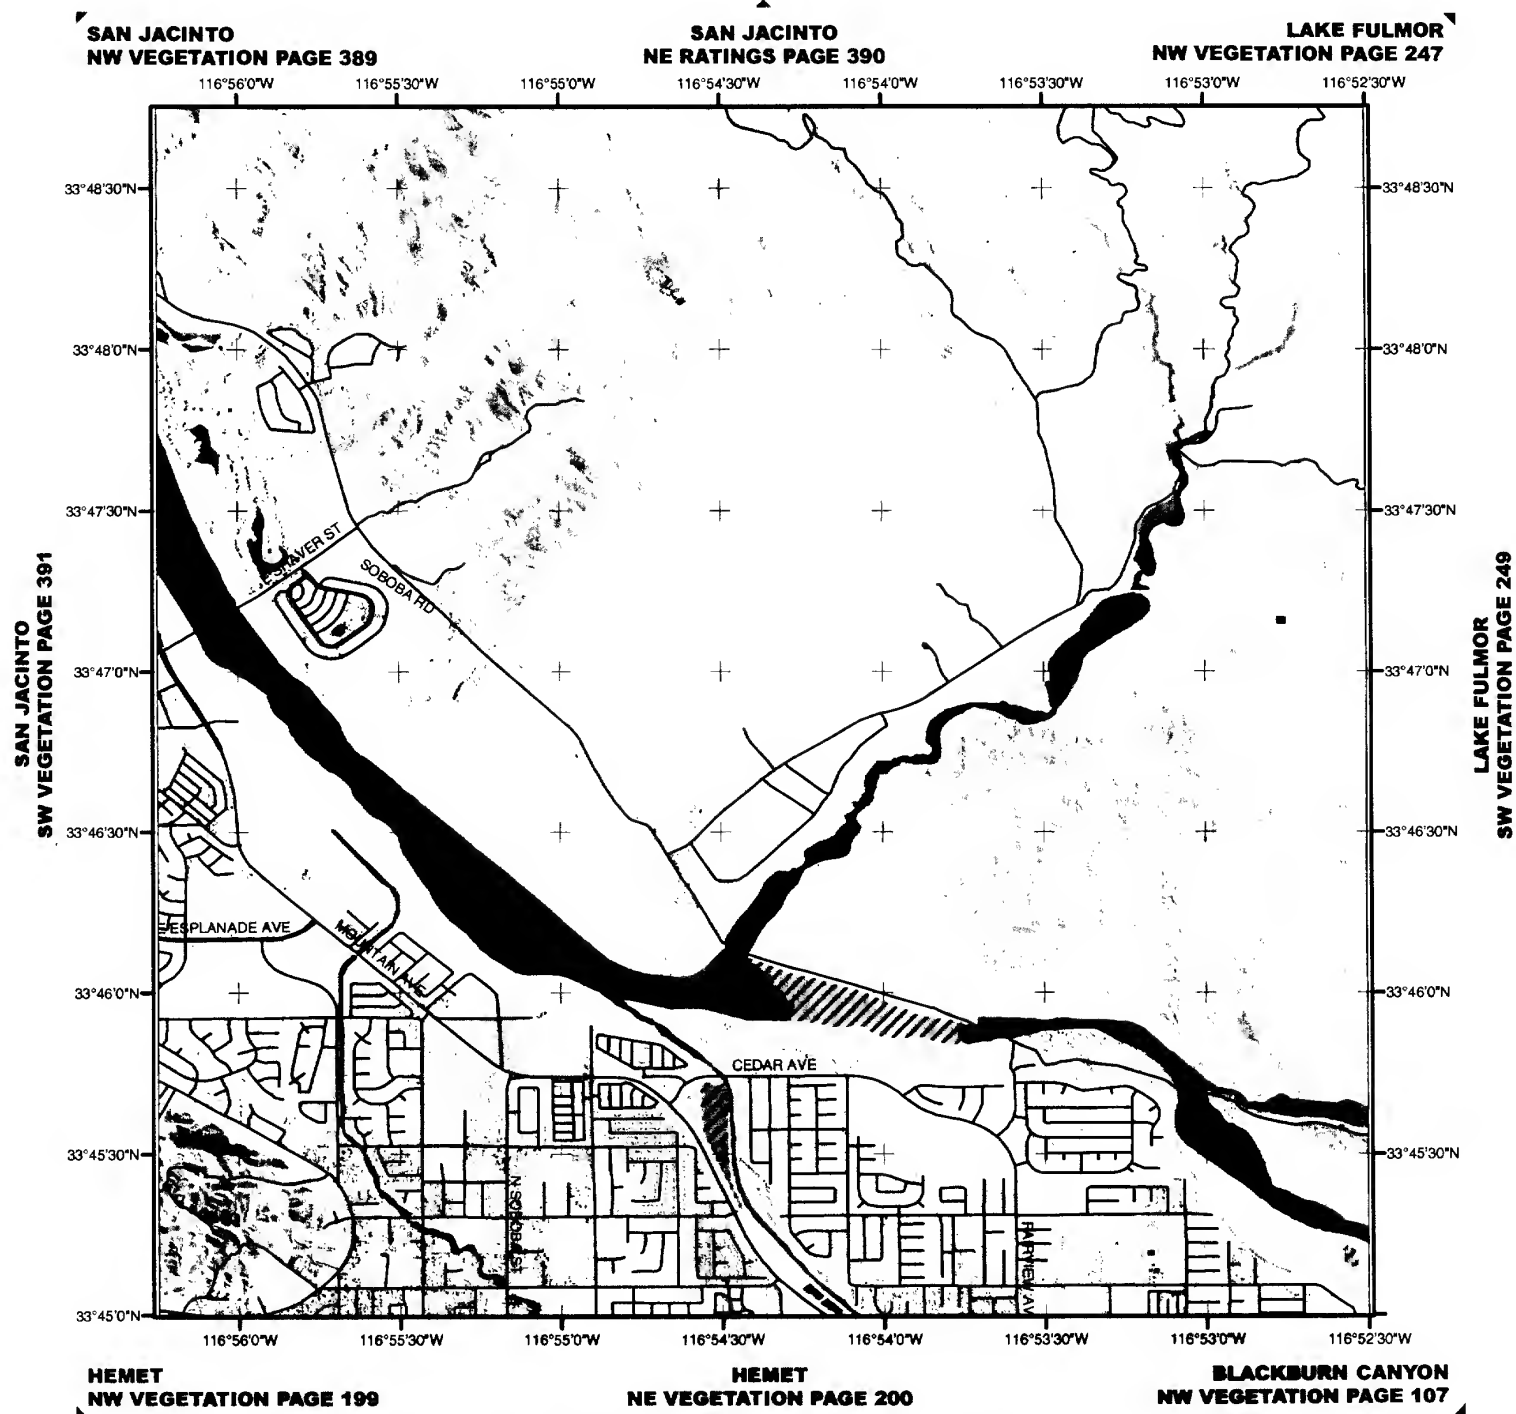 SAN JACINTO
NW VEGETATION PAGE 389
SAN JACINTO
NE RATINGS PAGE 390
LAKE FULMOR
NW VEGETATION PAGE 247
116°56'0"W
116°55'30"W
116°55'0"W
116°54'30"W
116°54'0"W
116°53'30"W
116°53'0"W
116°52'30"W
33°48'30"N
33°48'30"N
33°48'0"N
33°48'0"N
33°47'30"N
33°47'30"N
E SHAVER ST
SOBOBA RD
SAN JACINTO
SW VEGETATION PAGE 391
LAKE FULMOR
SW VEGETATION PAGE 249
33°47'0"N
33°47'0"N
33°46'30"N
33°46'30"N
E ESPLANADE AVE
MOUNTAIN AVE
33°46'0"N
33°46'0"N
CEDAR AVE
33°45'30"N
33°45'30"N
N SOBOBA ST
FAIRVIEW AV
33°45'0"N
116°56'0"W
116°55'30"W
116°55'0"W
116°54'30"W
116°54'0"W
116°53'30"W
116°53'0"W
116°52'30"W
HEMET
NW VEGETATION PAGE 199
HEMET
NE VEGETATION PAGE 200
BLACKBURN CANYON
NW VEGETATION PAGE 107